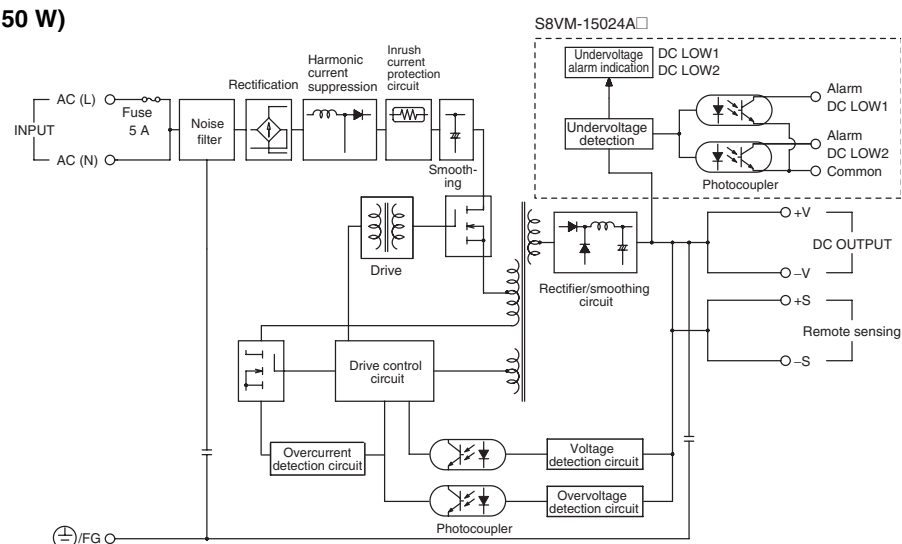 50 W)
S8VM-15024A□
Undervoltage
alarm indication
DC LOW1
DC LOW2
Undervoltage
detection
Alarm
DC LOW1
Alarm
DC LOW2
Common
Photocoupler
INPUT
AC (L)
AC (N)
Fuse
5 A
Noise
filter
Rectification
Harmonic
current
suppression
Inrush
current
protection
circuit
Smooth-
ing
Drive
Rectifier/smoothing
circuit
+V
DC OUTPUT
–V
+S
Remote sensing
–S
Drive control
circuit
Overcurrent
detection circuit
Voltage
detection circuit
Overvoltage
detection circuit
Photocoupler
/FG